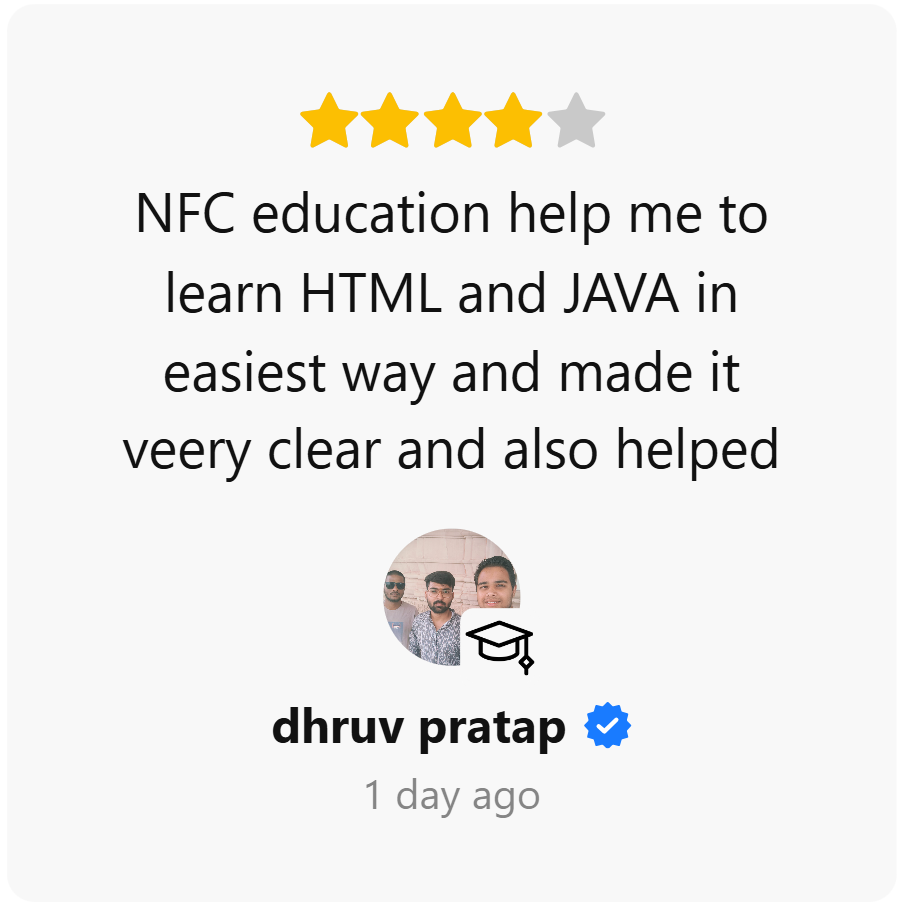 NFC education help me to
learn HTML and JAVA in
easiest way and made it
veery clear and also helped
dhruv pratap
1 day ago